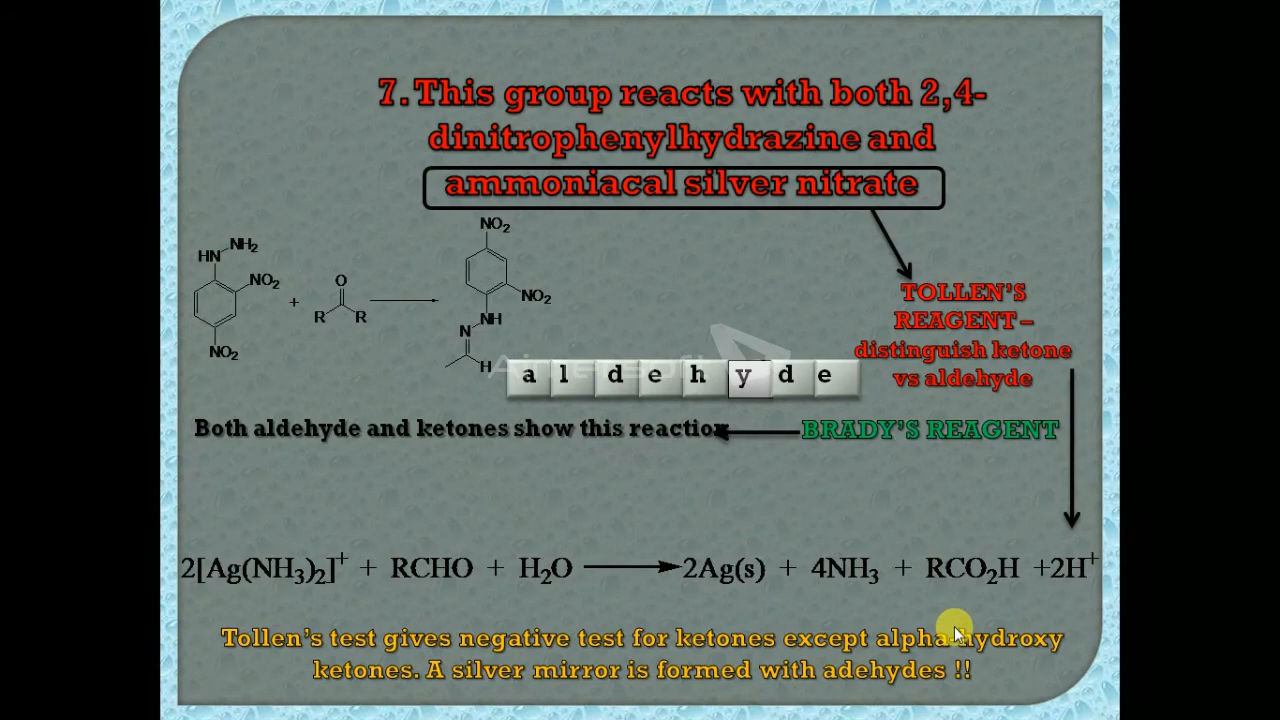 7. This group reacts with both 2,4-
dinitrophenylhydrazine and
ammoniacal silver nitrate
NO2
HN NH2
NO2
NO2
+
O
R R
NO2
NH
N
H
TOLLEN'S
REAGENT –
distinguish ketone
vs aldehyde
a l d e h y d e
Both aldehyde and ketones show this reaction
BRADY'S REAGENT
2[Ag(NH3)2]+ + RCHO + H2O ⟶ 2Ag(s) + 4NH3 + RCO2H +2H+
Tollen's test gives negative test for ketones except alpha-hydroxy
ketones. A silver mirror is formed with adehydes !!